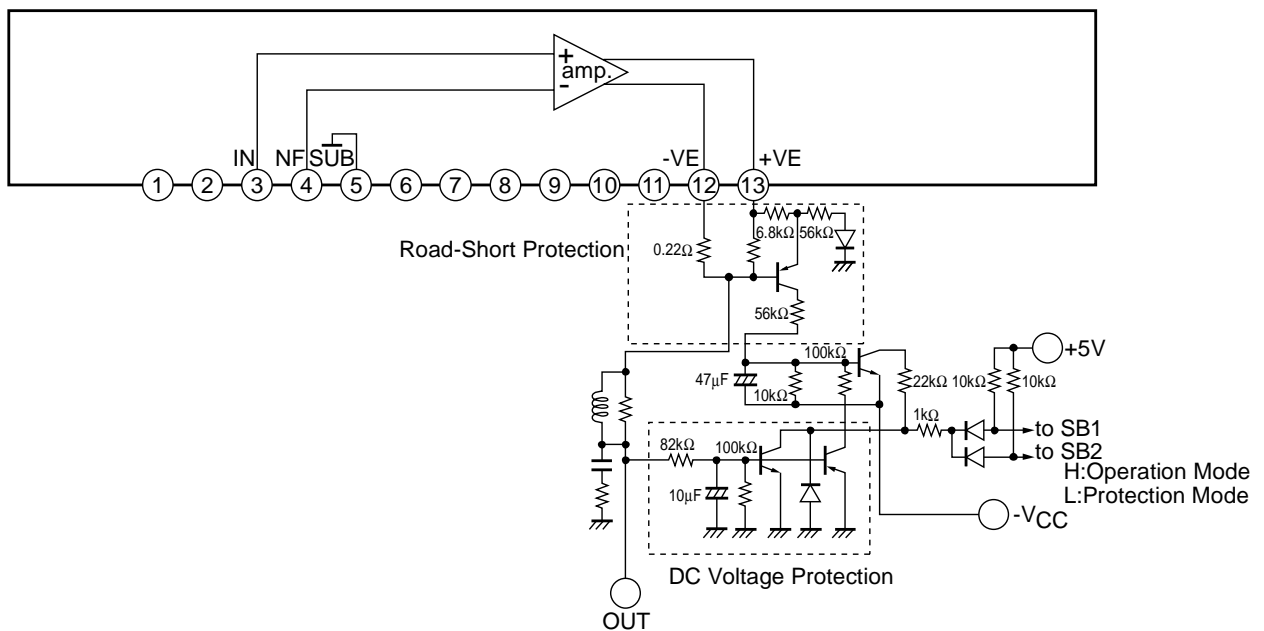 amp.
+
-
IN
NF
SUB
-VE
+VE
1
2
3
4
5
6
7
8
9
10
11
12
13
Road-Short Protection
0.22Ω
6.8kΩ
56kΩ
56kΩ
100kΩ
47μF
10kΩ
22kΩ
10kΩ
10kΩ
+5V
1kΩ
to SB1
to SB2
H:Operation Mode
L:Protection Mode
82kΩ
100kΩ
10μF
-VCC
DC Voltage Protection
OUT